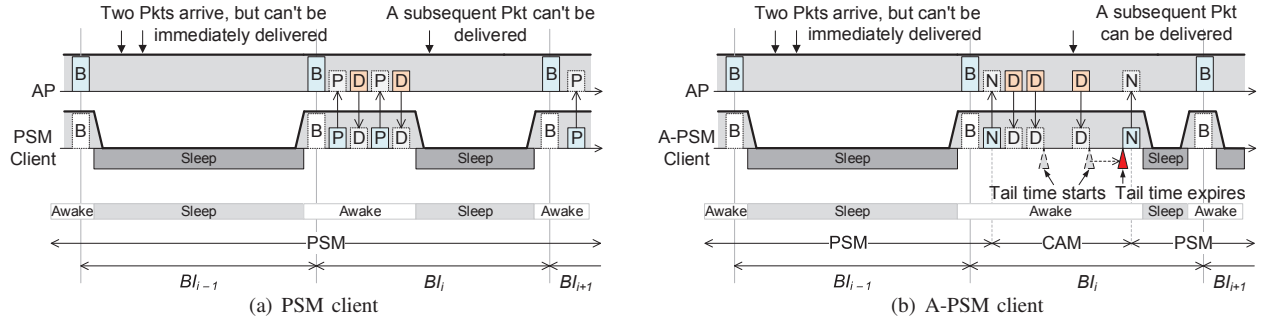 Two Pkts arrive, but can't be
immediately delivered
A subsequent Pkt can't be
delivered
B B P D P D B P
AP
PSM
Client
B B P D P D B P
Sleep Sleep
Awake Sleep Awake Sleep Awake
PSM
BIi − 1 BIi BIi+1
(a) PSM client
Two Pkts arrive, but can't be
immediately delivered
A subsequent Pkt
can be delivered
B B N D D D N B
AP
A-PSM
Client
B B N D D D N B
Sleep Sleep
Tail time starts Tail time expires
Awake Sleep Awake Sleep Awake
PSM CAM PSM
BIi − 1 BIi BIi+1
(b) A-PSM client